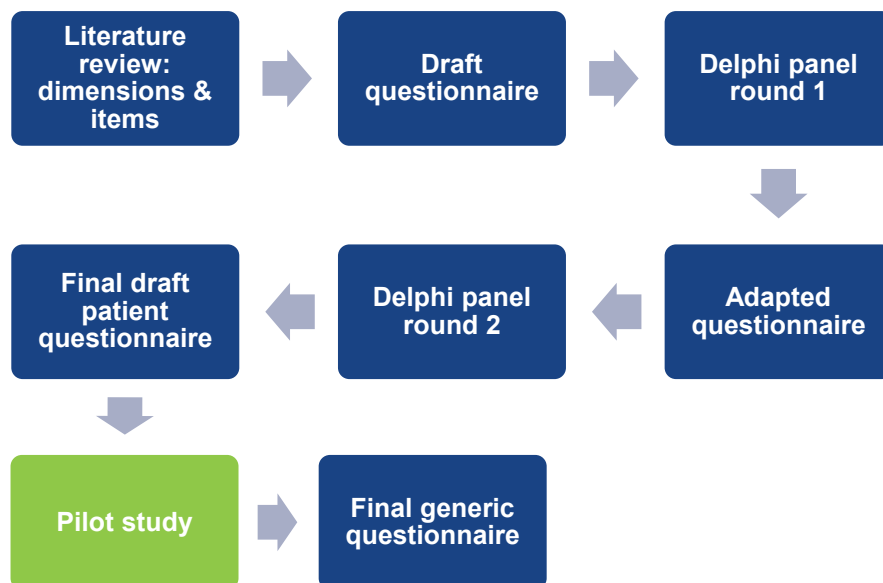 Literature
review:
dimensions &
items
Draft
questionnaire
Delphi panel
round 1
Final draft
patient
questionnaire
Delphi panel
round 2
Adapted
questionnaire
Pilot study
Final generic
questionnaire